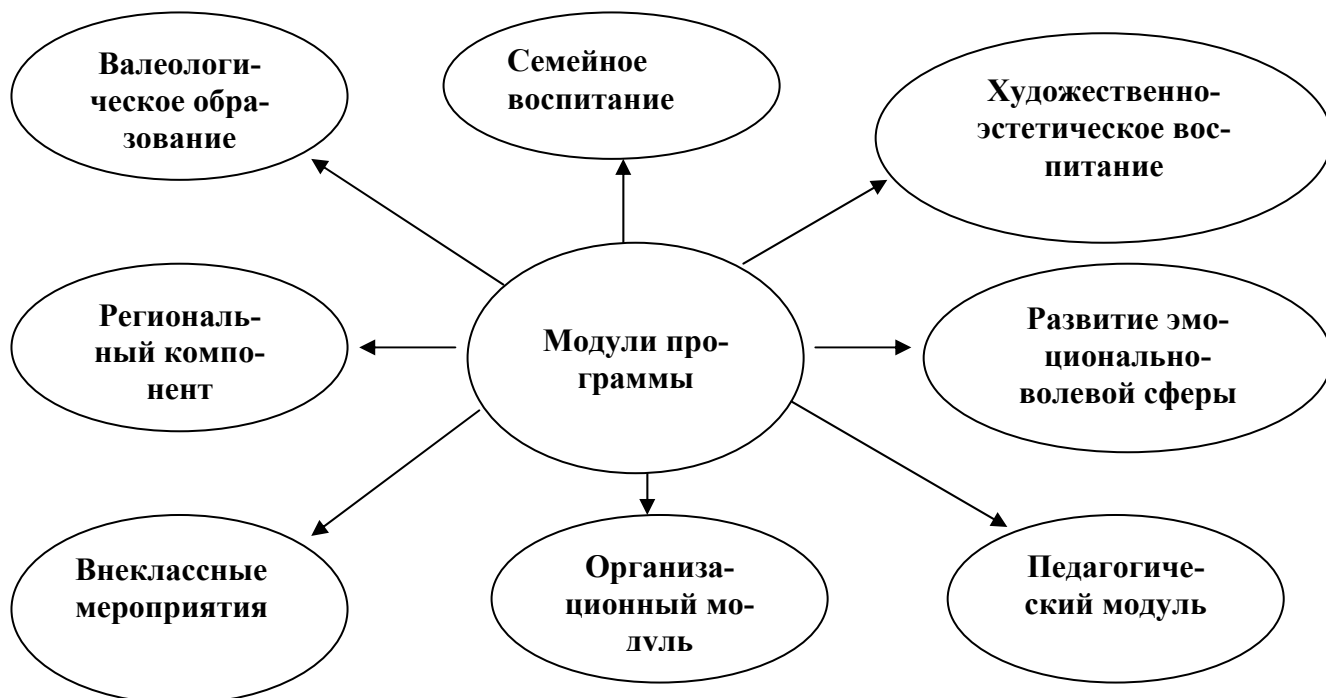 Валеологи-
ческое обра-
зование
Семейное
воспитание
Художественно-
эстетическое вос-
питание
Региональ-
ный компо-
нент
Модули про-
граммы
Развитие эмо-
ционально-
волевой сферы
Внеклассные
мероприятия
Организа-
ционный мо-
дуль
Педагогиче-
ский модуль